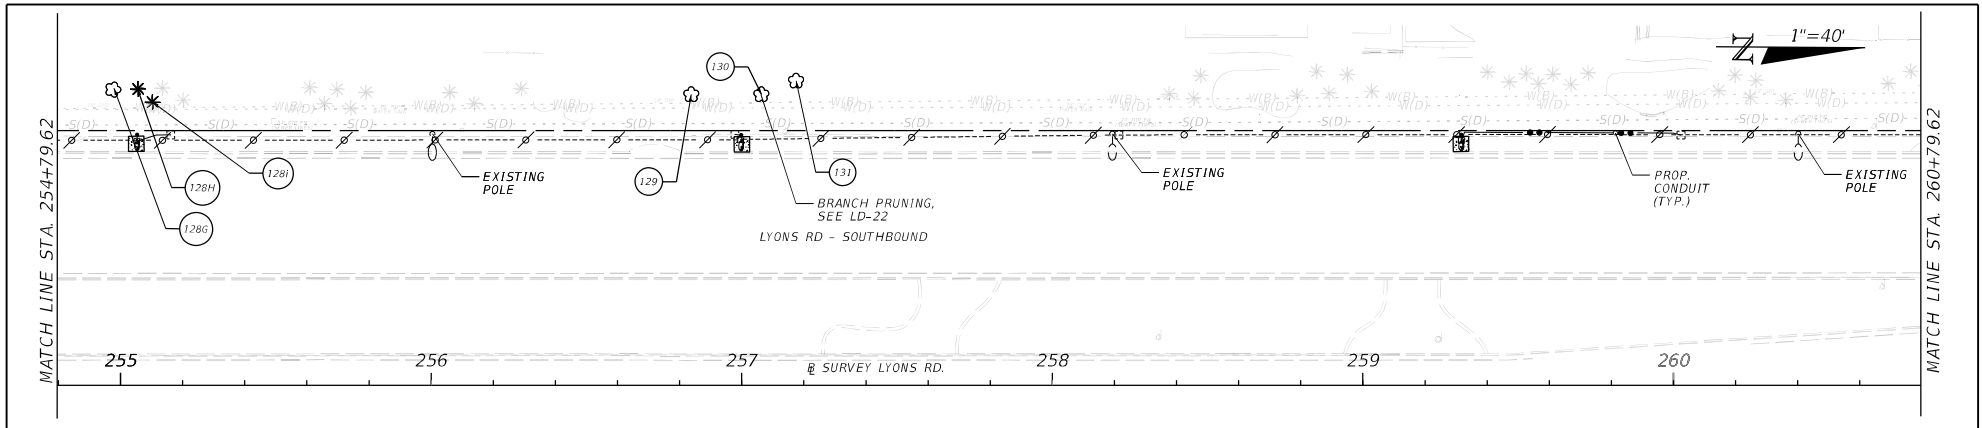 1"=40'
N
130
W(B) W(B) W(B) W(B) W(B) W(B) W(B) W(B) W(B) W(B) W(B)
W(D) W(D) W(D) W(D) W(D) W(D) W(D) W(D) W(D) W(D) W(D)
S(D) S(D) S(D) S(D) S(D) S(D) S(D) S(D) S(D) S(D) S(D) S(D) S(D) S(D)
MATCH LINE STA. 254+79.62
128i
128H
128G
EXISTING
POLE
129
131
BRANCH PRUNING,
SEE LD-22
LYONS RD - SOUTHBOUND
EXISTING
POLE
PROP.
CONDUIT
(TYP.)
EXISTING
POLE
MATCH LINE STA. 260+79.62
255 256 257 258 259 260
BL SURVEY LYONS RD.